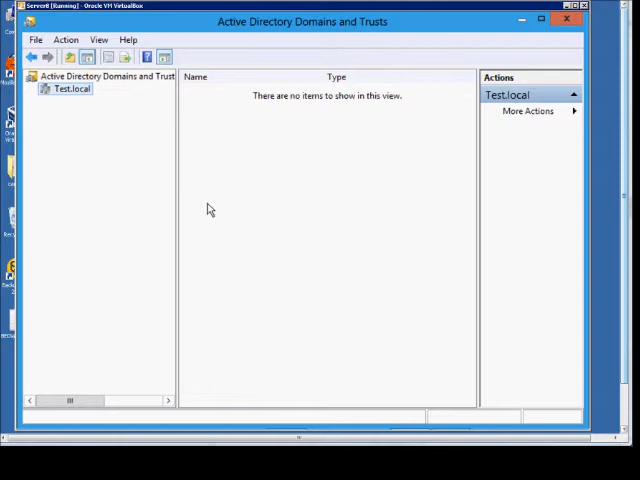 Server8 [Running] - Oracle VM VirtualBox
Active Directory Domains and Trusts
File Action View Help
Active Directory Domains and Trust
Test.local
Name Type
There are no items to show in this view.
Actions
Test.local
More Actions